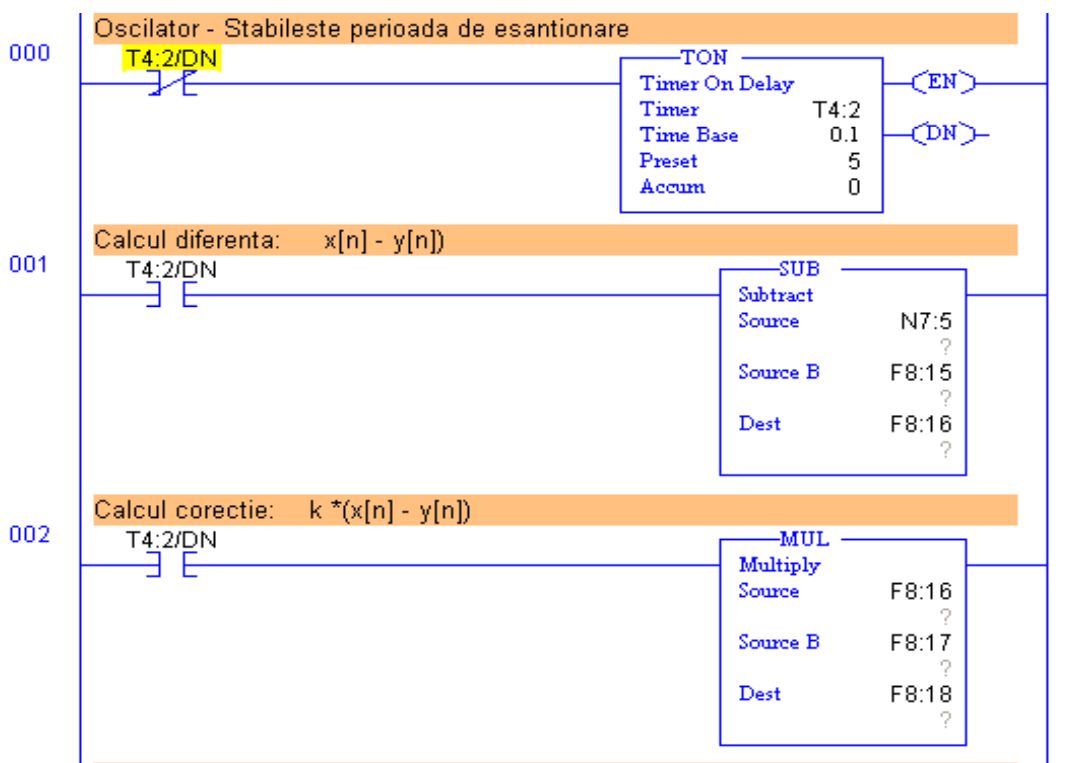 Oscilator - Stabileste perioada de esantionare
000
T4:2/DN
TON
Timer On Delay
EN
Timer T4:2
Time Base 0.1
DN
Preset 5
Accum 0
Calcul diferenta: x[n] - y[n])
001
T4:2/DN
SUB
Subtract
Source N7:5
?
Source B F8:15
?
Dest F8:16
?
Calcul corectie: k *(x[n] - y[n])
002
T4:2/DN
MUL
Multiply
Source F8:16
?
Source B F8:17
?
Dest F8:18
?